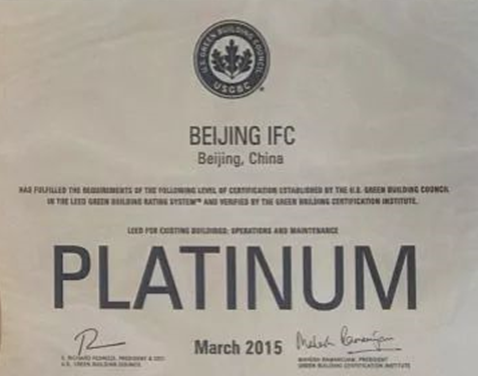 U.S. GREEN BUILDING COUNCIL
USGBC
BEIJING IFC
Beijing, China
HAS FULFILLED THE REQUIREMENTS OF THE FOLLOWING LEVEL OF CERTIFICATION ESTABLISHED BY THE U.S. GREEN BUILDING COUNCIL
IN THE LEED GREEN BUILDING RATING SYSTEM™ AND VERIFIED BY THE GREEN BUILDING CERTIFICATION INSTITUTE.
LEED FOR EXISTING BUILDINGS: OPERATIONS AND MAINTENANCE
PLATINUM
March 2015
S. RICHARD FEDRIZZI, PRESIDENT & CEO
U.S. GREEN BUILDING COUNCIL
MAHESH RAMANUJAM, PRESIDENT
GREEN BUILDING CERTIFICATION INSTITUTE